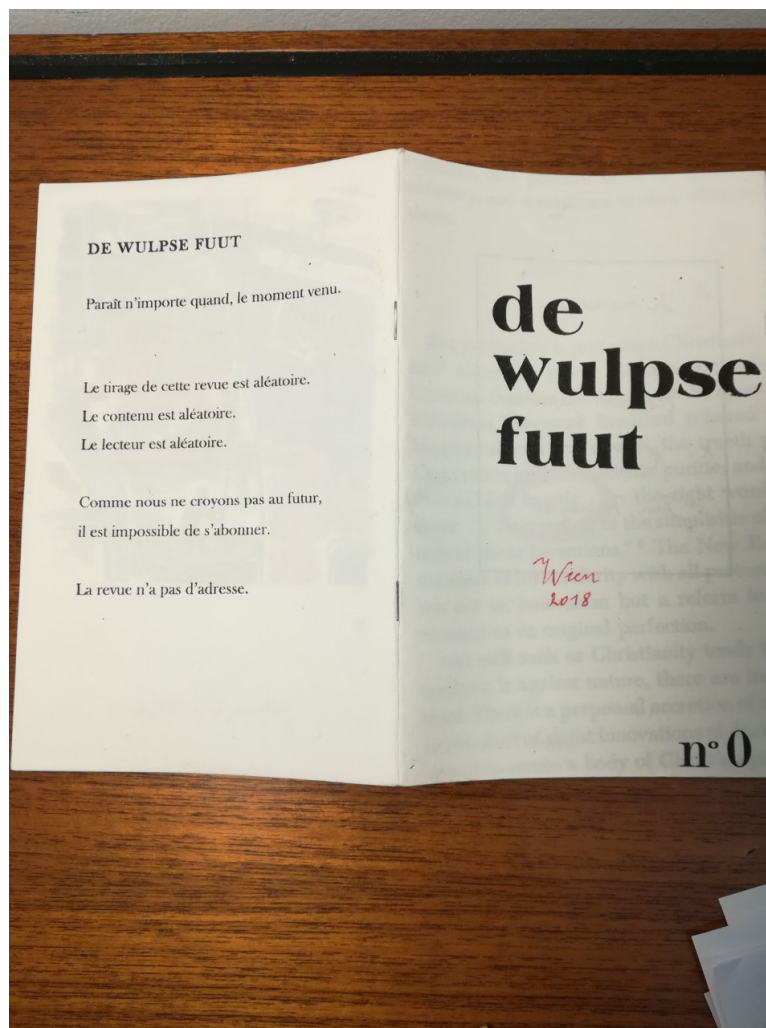 DE WULPSE FUUT
Paraît n'importe quand, le moment venu.
Le tirage de cette revue est aléatoire.
Le contenu est aléatoire.
Le lecteur est aléatoire.
Comme nous ne croyons pas au futur,
il est impossible de s'abonner.
La revue n'a pas d'adresse.
de
wulpse
fuut
Wien
2018
n° 0